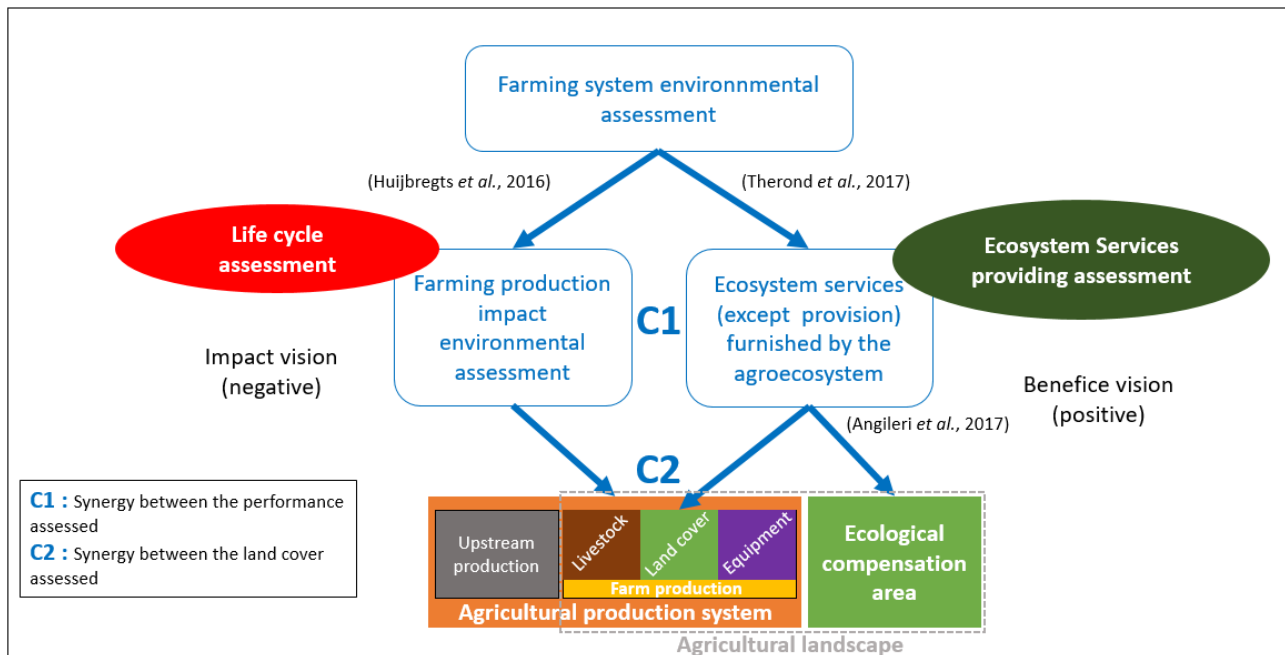 Farming system environnmental
assessment
(Huijbregts et al., 2016)
(Therond et al., 2017)
Life cycle
assessment
Ecosystem Services
providing assessment
Farming production
impact
environmental
assessment
C1
Ecosystem services
(except provision)
furnished by the
agroecosystem
Impact vision
(negative)
Benefice vision
(positive)
(Angileri et al., 2017)
C2
C1 : Synergy between the performance
assessed
C2 : Synergy between the land cover
assessed
Upstream
production
Livestock
Land cover
Equipment
Farm production
Agricultural production system
Ecological
compensation
area
Agricultural landscape